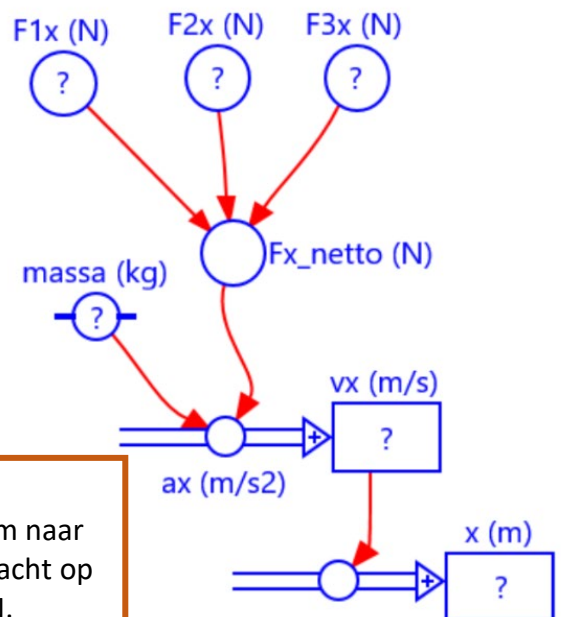 F1x (N) F2x (N) F3x (N)
? ? ?
Fx_netto (N)
massa (kg)
?
vx (m/s)
?
ax (m/s2)
m naar
x (m)
acht op
?